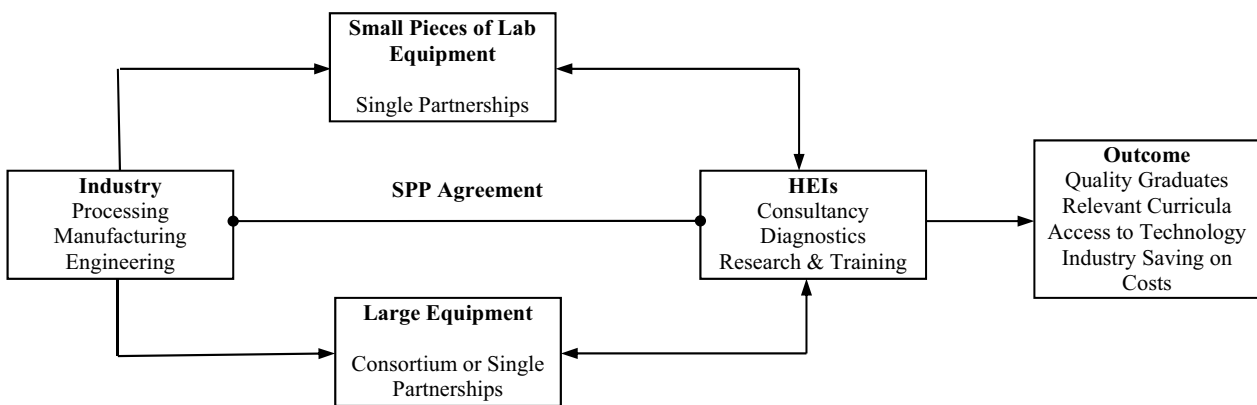 Small Pieces of Lab
Equipment
Single Partnerships
Industry
Processing
Manufacturing
Engineering
SPP Agreement
HEIs
Consultancy
Diagnostics
Research & Training
Outcome
Quality Graduates
Relevant Curricula
Access to Technology
Industry Saving on
Costs
Large Equipment
Consortium or Single
Partnerships